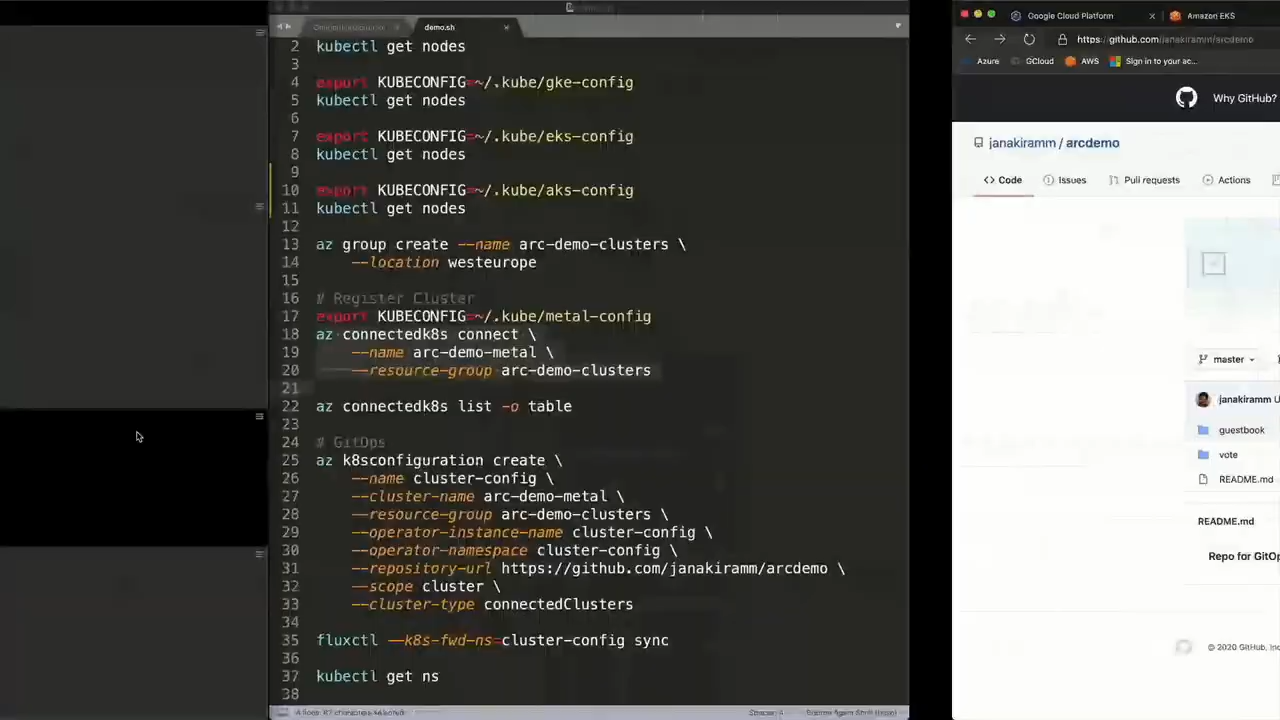 demo.sh
2 kubectl get nodes
3
4 export KUBECONFIG=~/.kube/gke-config
5 kubectl get nodes
6
7 export KUBECONFIG=~/.kube/eks-config
8 kubectl get nodes
9
10 export KUBECONFIG=~/.kube/aks-config
11 kubectl get nodes
12
13 az group create --name arc-demo-clusters \
14 --location westeurope
15
16 # Register Cluster
17 export KUBECONFIG=~/.kube/metal-config
18 az connectedk8s connect \
19 --name arc-demo-metal \
20 --resource-group arc-demo-clusters
21
22 az connectedk8s list -o table
23
24 # GitOps
25 az k8sconfiguration create \
26 --name cluster-config \
27 --cluster-name arc-demo-metal \
28 --resource-group arc-demo-clusters \
29 --operator-instance-name cluster-config \
30 --operator-namespace cluster-config \
31 --repository-url https://github.com/janakiramm/arcdemo \
32 --scope cluster \
33 --cluster-type connectedClusters
34
35 fluxctl --k8s-fwd-ns=cluster-config sync
36
37 kubectl get ns
38
Google Cloud Platform
Amazon EKS
https://github.com/janakiramm/arcdemo
Azure GCloud AWS Sign in to your ac...
Why GitHub?
janakiramm / arcdemo
<> Code Issues Pull requests Actions
master
janakiramm
guestbook
vote
README.md
README.md
Repo for GitOp
© 2020 GitHub, Inc